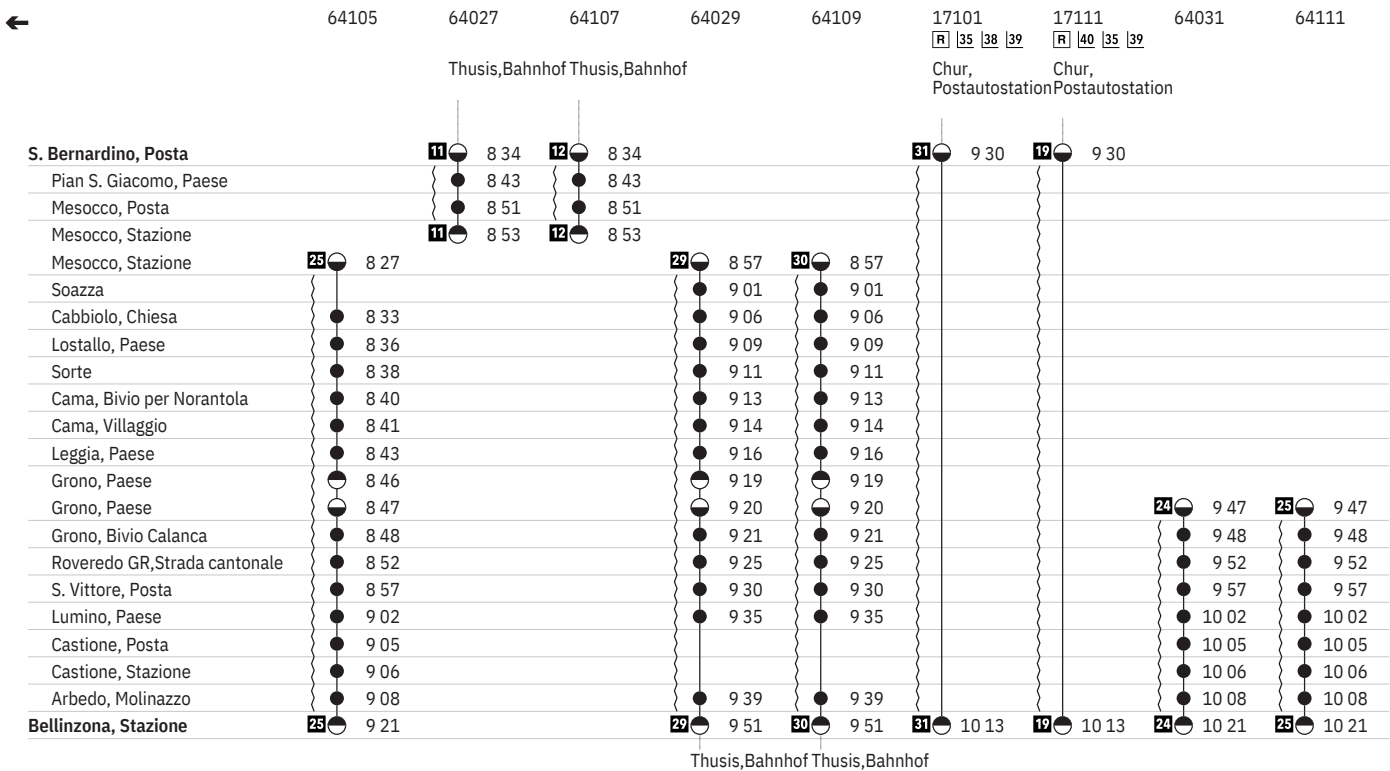 64105 64027 64107 64029 64109 17101 17111 64031 64111
R 35 38 39 R 40 35 39
Thusis,Bahnhof Thusis,Bahnhof Chur, Chur,
Postautostation Postautostation
S. Bernardino, Posta 11 8 34 12 8 34 31 9 30 19 9 30
Pian S. Giacomo, Paese 8 43 8 43
Mesocco, Posta 8 51 8 51
Mesocco, Stazione 11 8 53 12 8 53
Mesocco, Stazione 25 8 27 29 8 57 30 8 57
Soazza 9 01 9 01
Cabbiolo, Chiesa 8 33 9 06 9 06
Lostallo, Paese 8 36 9 09 9 09
Sorte 8 38 9 11 9 11
Cama, Bivio per Norantola 8 40 9 13 9 13
Cama, Villaggio 8 41 9 14 9 14
Leggia, Paese 8 43 9 16 9 16
Grono, Paese 8 46 9 19 9 19
Grono, Paese 8 47 9 20 9 20 24 9 47 25 9 47
Grono, Bivio Calanca 8 48 9 21 9 21 9 48 9 48
Roveredo GR,Strada cantonale 8 52 9 25 9 25 9 52 9 52
S. Vittore, Posta 8 57 9 30 9 30 9 57 9 57
Lumino, Paese 9 02 9 35 9 35 10 02 10 02
Castione, Posta 9 05 10 05 10 05
Castione, Stazione 9 06 10 06 10 06
Arbedo, Molinazzo 9 08 9 39 9 39 10 08 10 08
Bellinzona, Stazione 25 9 21 29 9 51 30 9 51 31 10 13 19 10 13 24 10 21 25 10 21
Thusis,Bahnhof Thusis,Bahnhof